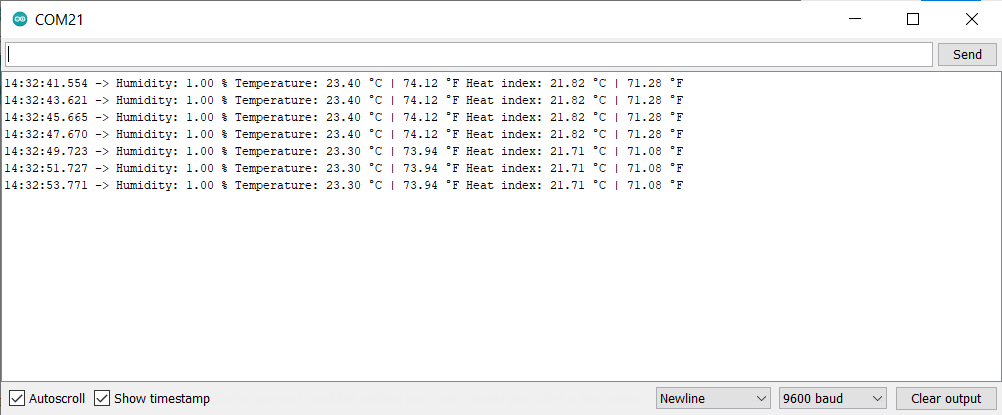 COM21
Send
14:32:41.554 -> Humidity: 1.00 % Temperature: 23.40 °C | 74.12 °F Heat index: 21.82 °C | 71.28 °F
14:32:43.621 -> Humidity: 1.00 % Temperature: 23.40 °C | 74.12 °F Heat index: 21.82 °C | 71.28 °F
14:32:45.665 -> Humidity: 1.00 % Temperature: 23.40 °C | 74.12 °F Heat index: 21.82 °C | 71.28 °F
14:32:47.670 -> Humidity: 1.00 % Temperature: 23.40 °C | 74.12 °F Heat index: 21.82 °C | 71.28 °F
14:32:49.723 -> Humidity: 1.00 % Temperature: 23.30 °C | 73.94 °F Heat index: 21.71 °C | 71.08 °F
14:32:51.727 -> Humidity: 1.00 % Temperature: 23.30 °C | 73.94 °F Heat index: 21.71 °C | 71.08 °F
14:32:53.771 -> Humidity: 1.00 % Temperature: 23.30 °C | 73.94 °F Heat index: 21.71 °C | 71.08 °F
Autoscroll Show timestamp Newline 9600 baud Clear output